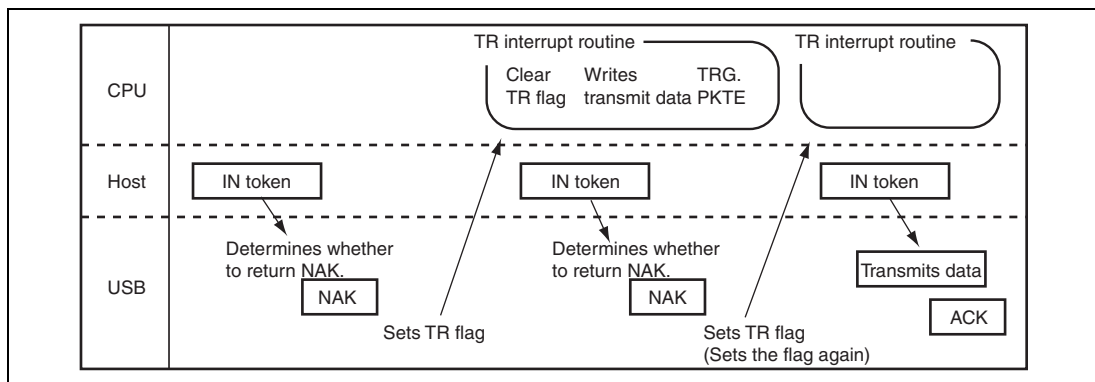 CPU
TR interrupt routine
Clear Writes TRG.
TR flag transmit data PKTE
TR interrupt routine
Host
IN token
IN token
IN token
USB
Determines whether
to return NAK.
NAK
Sets TR flag
Determines whether
to return NAK.
NAK
Sets TR flag
(Sets the flag again)
Transmits data
ACK